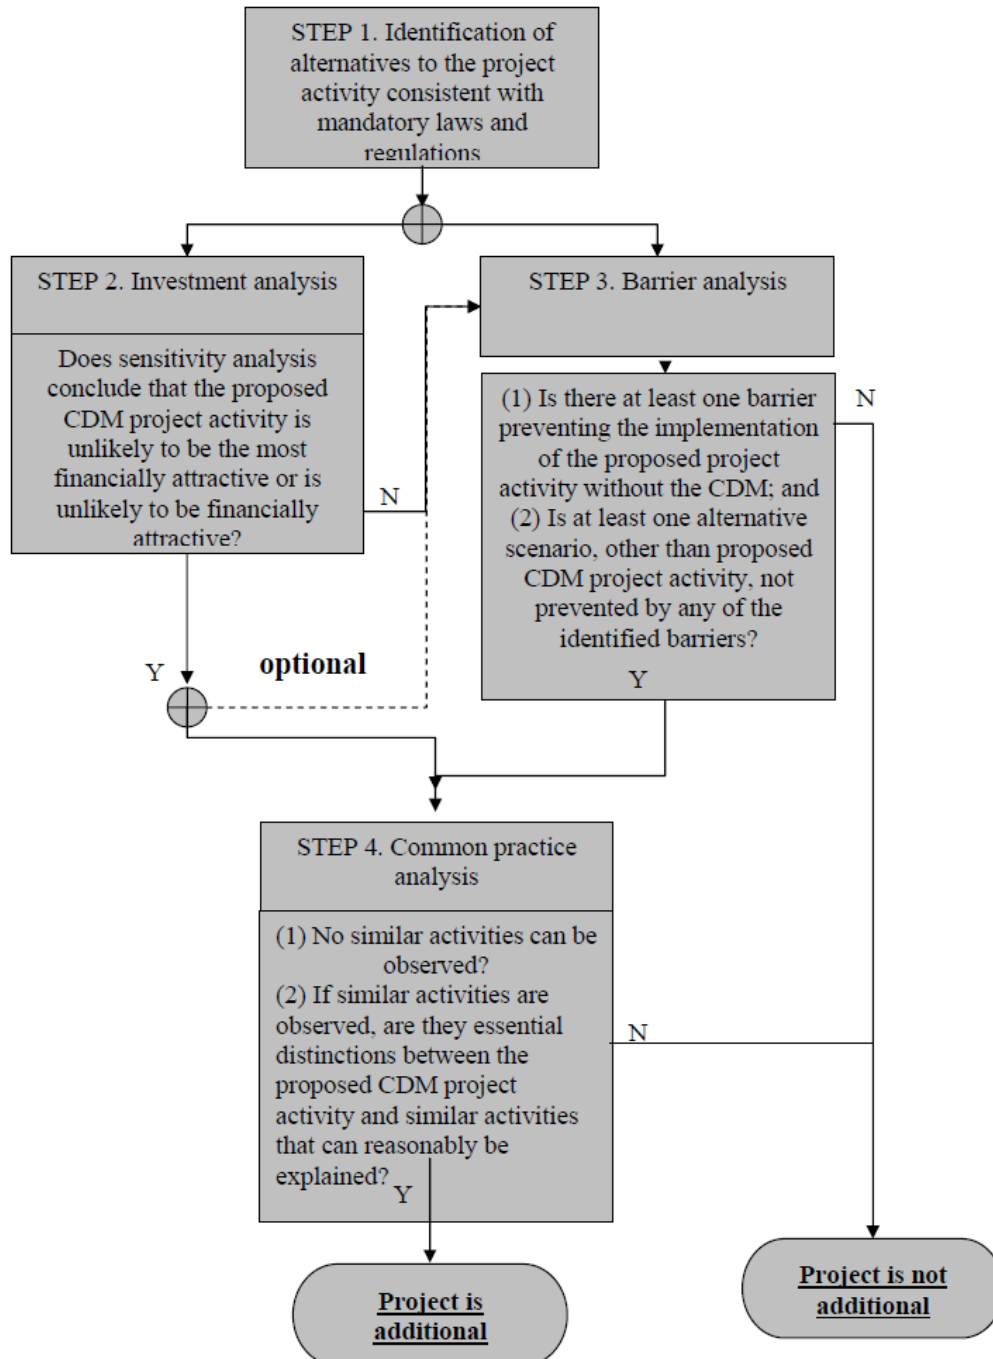 STEP 1. Identification of
alternatives to the project
activity consistent with
mandatory laws and
regulations
STEP 2. Investment analysis
Does sensitivity analysis
conclude that the proposed
CDM project activity is
unlikely to be the most
financially attractive or is
unlikely to be financially
attractive?
N
Y
optional
STEP 3. Barrier analysis
(1) Is there at least one barrier
preventing the implementation
of the proposed project
activity without the CDM; and
(2) Is at least one alternative
scenario, other than proposed
CDM project activity, not
prevented by any of the
identified barriers?
Y
N
STEP 4. Common practice
analysis
(1) No similar activities can be
observed?
(2) If similar activities are
observed, are they essential
distinctions between the
proposed CDM project
activity and similar activities
that can reasonably be
explained?
Y
N
Project is
additional
Project is not
additional